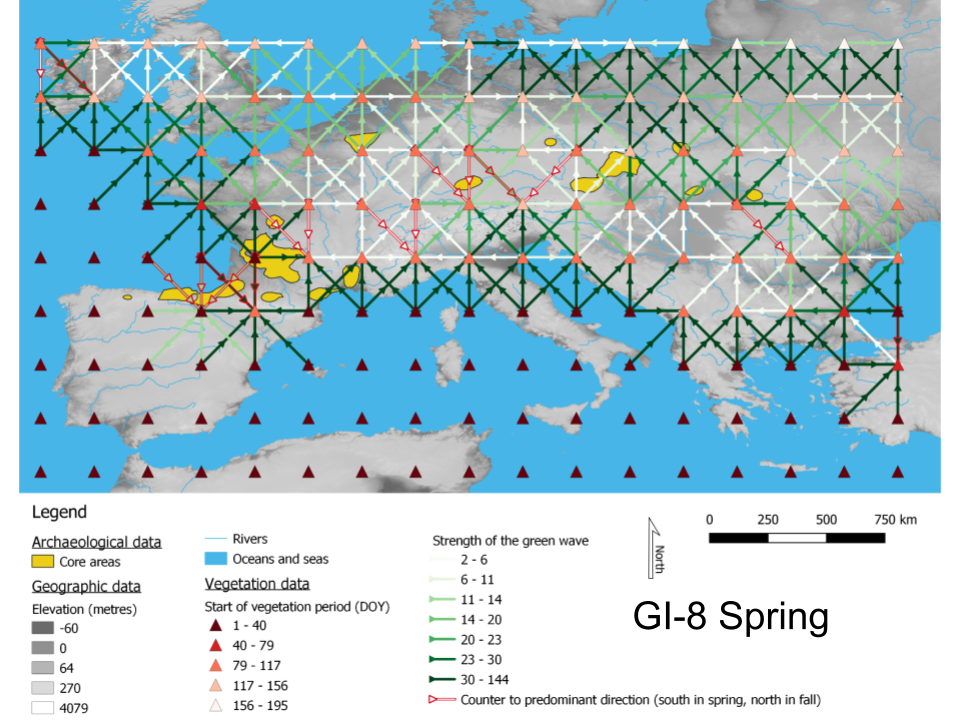 Legend
Archaeological data
Core areas
Geographic data
Elevation (metres)
-60
0
64
270
4079
Rivers
Oceans and seas
Vegetation data
Start of vegetation period (DOY)
1 - 40
40 - 79
79 - 117
117 - 156
156 - 195
Strength of the green wave
2 - 6
6 - 11
11 - 14
14 - 20
20 - 23
23 - 30
30 - 144
Counter to predominant direction (south in spring, north in fall)
North
0 250 500 750 km
GI-8 Spring